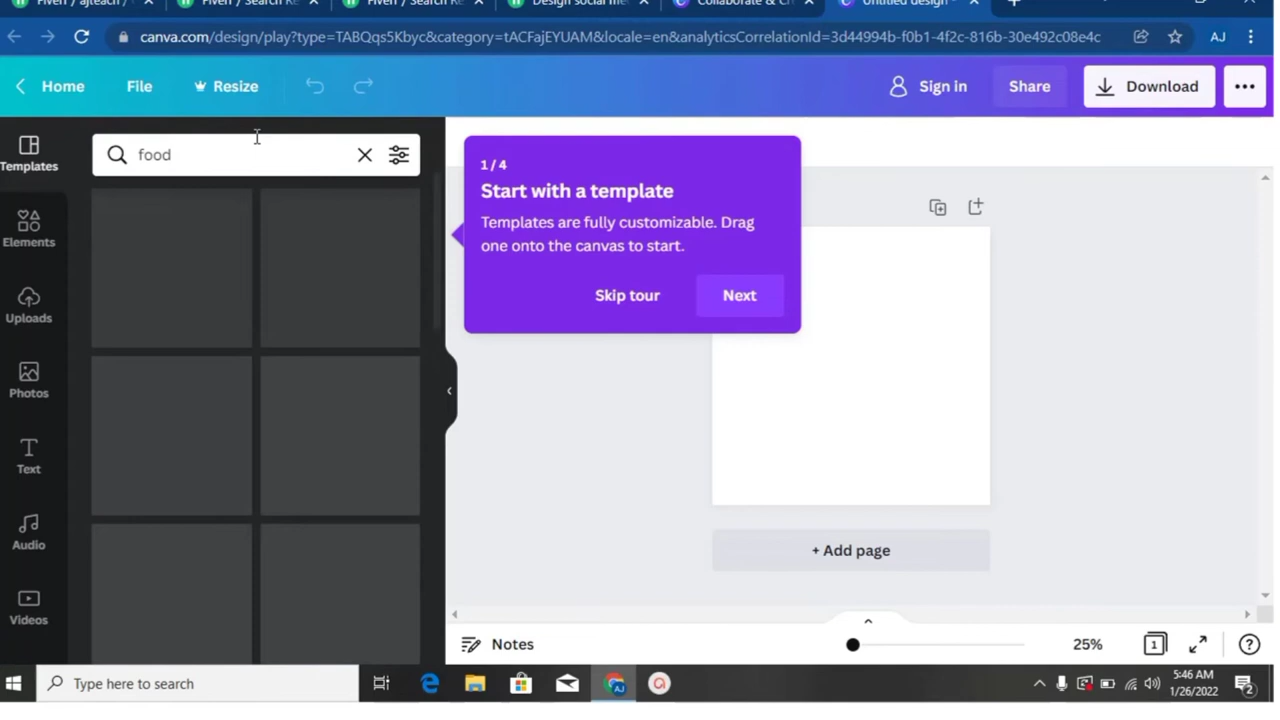 Fiverr / ajteach /
Fiverr / Search Re
Fiverr / Search Re
Design social me
Untitled design -
canva.com/design/play?type=TABQqs5Kbyc&category=tACFajEYUAM&locale=en&analyticsCorrelationId=3d44994b-f0b1-4f2c-816b-30e492c08e4c
AJ
Home
File
Resize
Sign in
Share
Download
Templates
food
1 / 4
Start with a template
Templates are fully customizable. Drag
one onto the canvas to start.
Skip tour
Next
Elements
Uploads
Photos
Text
Audio
Videos
+ Add page
Notes
25%
1
Type here to search
AJ
5:46 AM
1/26/2022
2